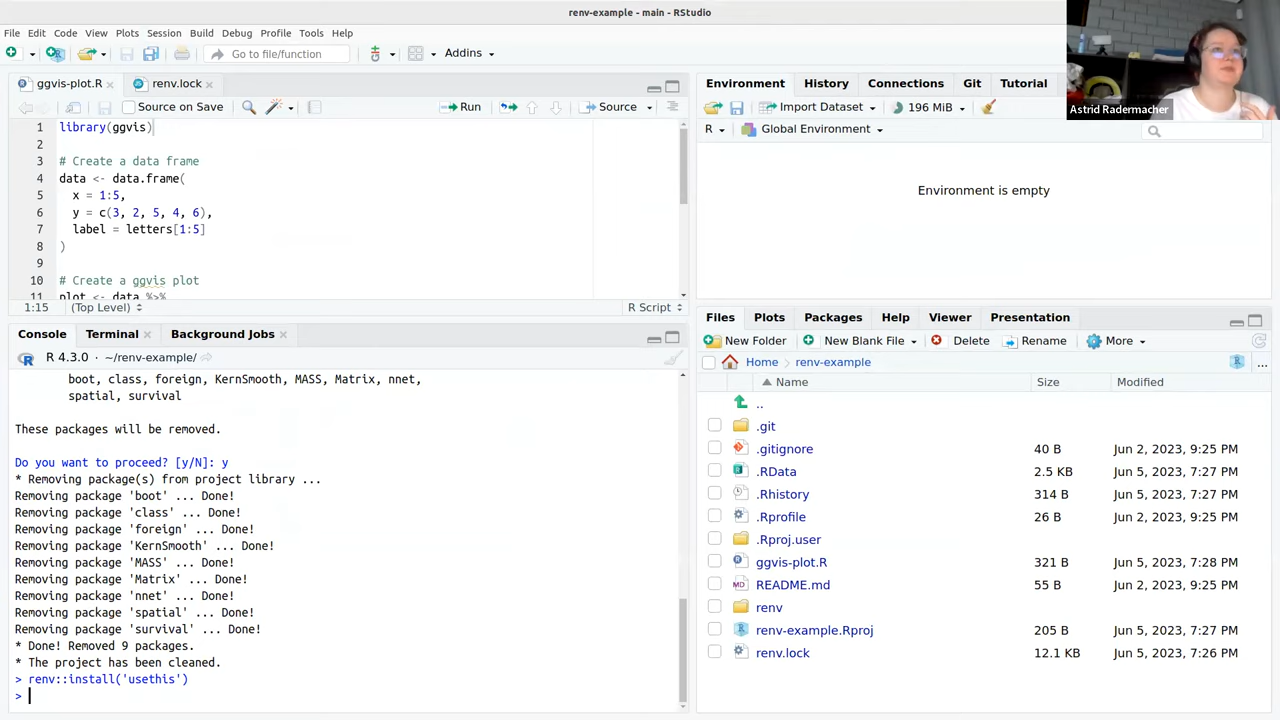 renv-example - main - RStudio
File Edit Code View Plots Session Build Debug Profile Tools Help
Go to file/function Addins
ggvis-plot.R renv.lock
Source on Save Run Source
1 library(ggvis)
2
3 # Create a data frame
4 data <- data.frame(
5 x = 1:5,
6 y = c(3, 2, 5, 4, 6),
7 label = letters[1:5]
8 )
9
10 # Create a ggvis plot
11 plot <- data %>%
1:15 (Top Level) R Script
Console Terminal Background Jobs
R 4.3.0 · ~/renv-example/
boot, class, foreign, KernSmooth, MASS, Matrix, nnet,
spatial, survival
These packages will be removed.
Do you want to proceed? [y/N]: y
* Removing package(s) from project library ...
Removing package 'boot' ... Done!
Removing package 'class' ... Done!
Removing package 'foreign' ... Done!
Removing package 'KernSmooth' ... Done!
Removing package 'MASS' ... Done!
Removing package 'Matrix' ... Done!
Removing package 'nnet' ... Done!
Removing package 'spatial' ... Done!
Removing package 'survival' ... Done!
* Done! Removed 9 packages.
* The project has been cleaned.
> renv::install('usethis')
>
Astrid Radermacher
Environment History Connections Git Tutorial
Import Dataset 196 MiB
R Global Environment
Environment is empty
Files Plots Packages Help Viewer Presentation
New Folder New Blank File Delete Rename More
Home renv-example ...
Name Size Modified
..
.git
.gitignore 40 B Jun 2, 2023, 9:25 PM
.RData 2.5 KB Jun 5, 2023, 7:27 PM
.Rhistory 314 B Jun 5, 2023, 7:27 PM
.Rprofile 26 B Jun 2, 2023, 9:25 PM
.Rproj.user
ggvis-plot.R 321 B Jun 5, 2023, 7:28 PM
README.md 55 B Jun 2, 2023, 9:25 PM
renv
renv-example.Rproj 205 B Jun 5, 2023, 7:27 PM
renv.lock 12.1 KB Jun 5, 2023, 7:26 PM